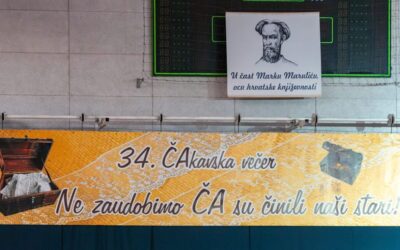 U čast Marku Maruliću
ocu hrvatske književnosti
34. ČAkavska večer
Ne zaudobimo ČA su činili naši stari!